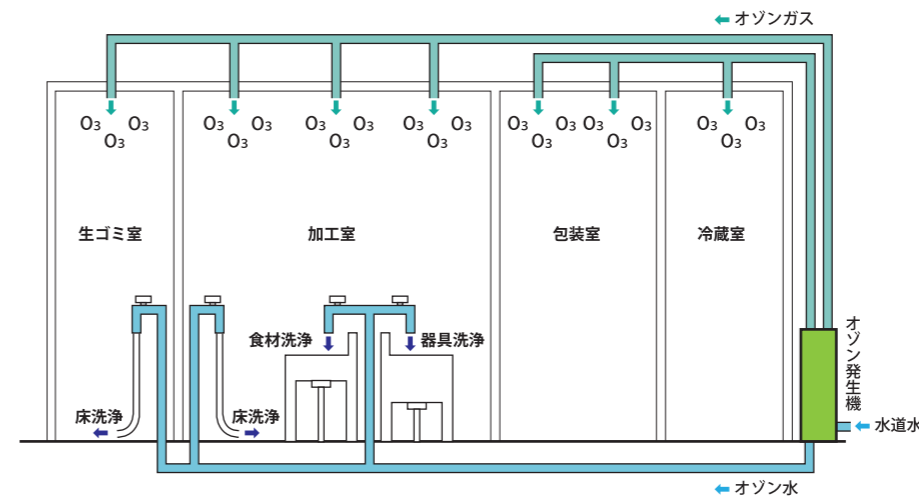 オゾンガス
O₃ O₃ O₃ O₃ O₃ O₃ O₃ O₃ O₃ O₃ O₃ O₃ O₃ O₃
O₃ O₃ O₃ O₃ O₃ O₃ O₃
生ゴミ室 加工室 包装室 冷蔵室
食材洗浄 器具洗浄
オゾン発生機
床洗浄 床洗浄
水道水
オゾン水